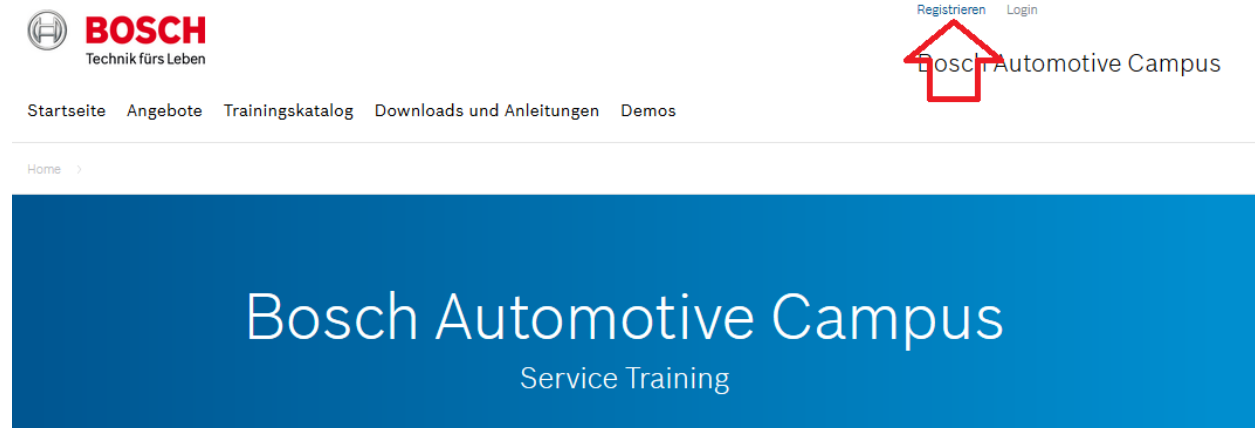 Registrieren Login
BOSCH
Technik fürs Leben
Bosch Automotive Campus
Startseite Angebote Trainingskatalog Downloads und Anleitungen Demos
Home >
Bosch Automotive Campus
Service Training